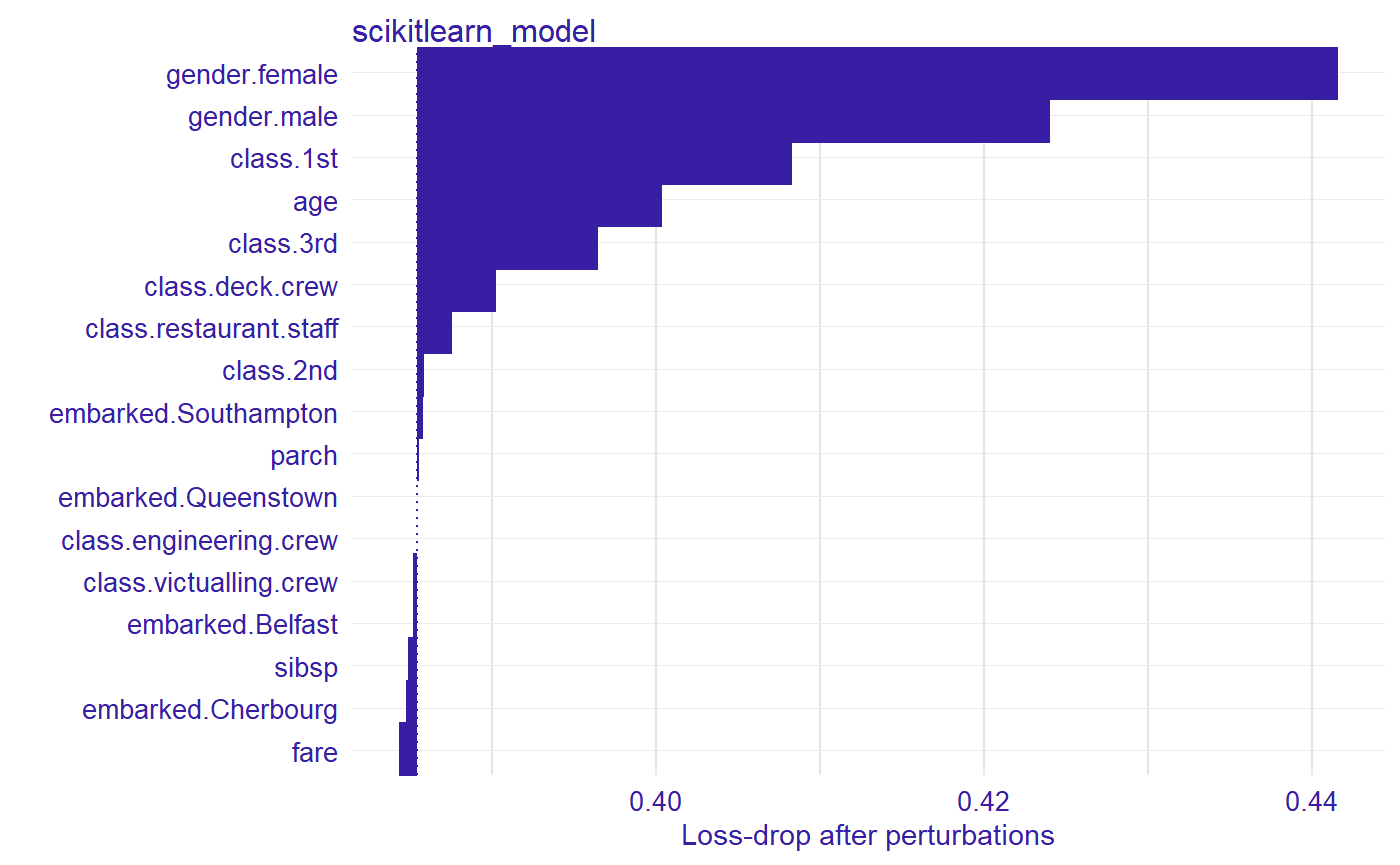 scikitlearn_model
gender.female
gender.male
class.1st
age
class.3rd
class.deck.crew
class.restaurant.staff
class.2nd
embarked.Southampton
parch
embarked.Queenstown
class.engineering.crew
class.victualling.crew
embarked.Belfast
sibsp
embarked.Cherbourg
fare
0.40 0.42 0.44
Loss-drop after perturbations